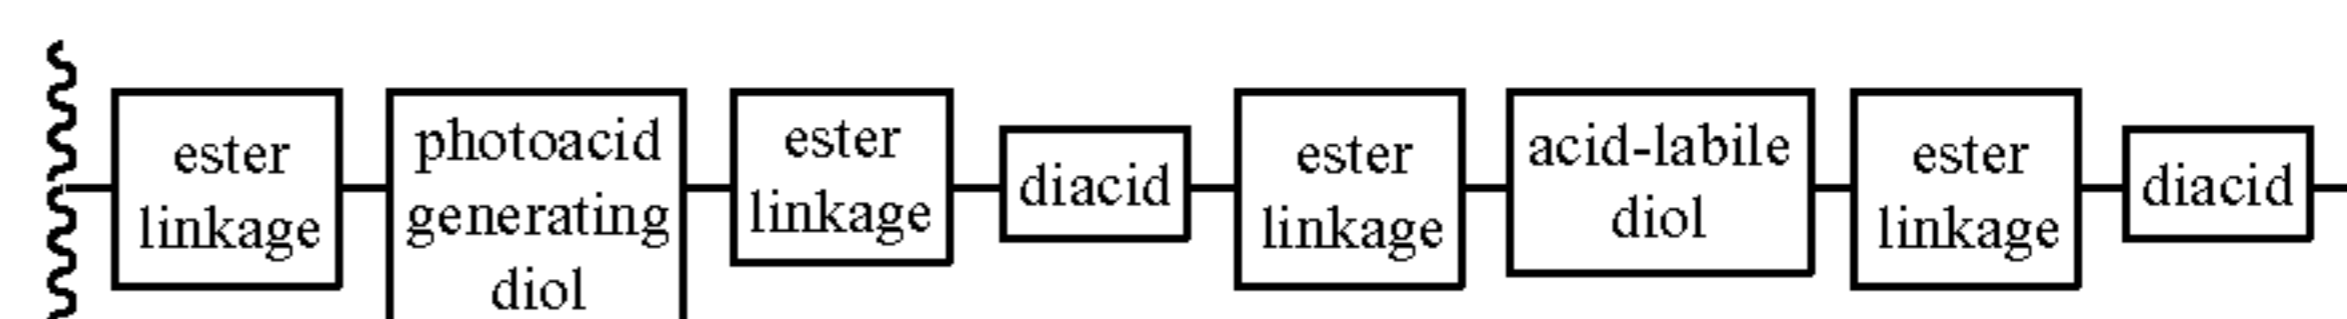 ester
linkage
photoacid
generating
diol
ester
linkage
diacid
ester
linkage
acid-labile
diol
ester
linkage
diacid